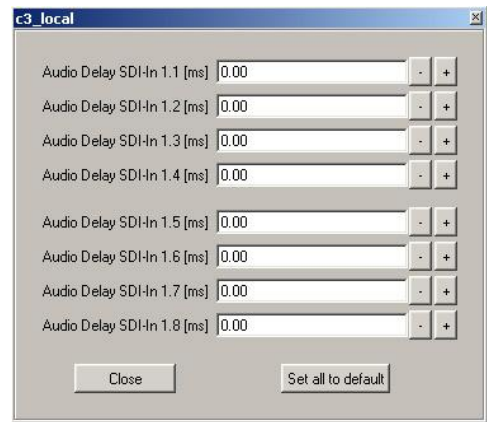 c3_local
Audio Delay SDI-In 1.1 [ms] 0.00 - +
Audio Delay SDI-In 1.2 [ms] 0.00 - +
Audio Delay SDI-In 1.3 [ms] 0.00 - +
Audio Delay SDI-In 1.4 [ms] 0.00 - +
Audio Delay SDI-In 1.5 [ms] 0.00 - +
Audio Delay SDI-In 1.6 [ms] 0.00 - +
Audio Delay SDI-In 1.7 [ms] 0.00 - +
Audio Delay SDI-In 1.8 [ms] 0.00 - +
Close Set all to default